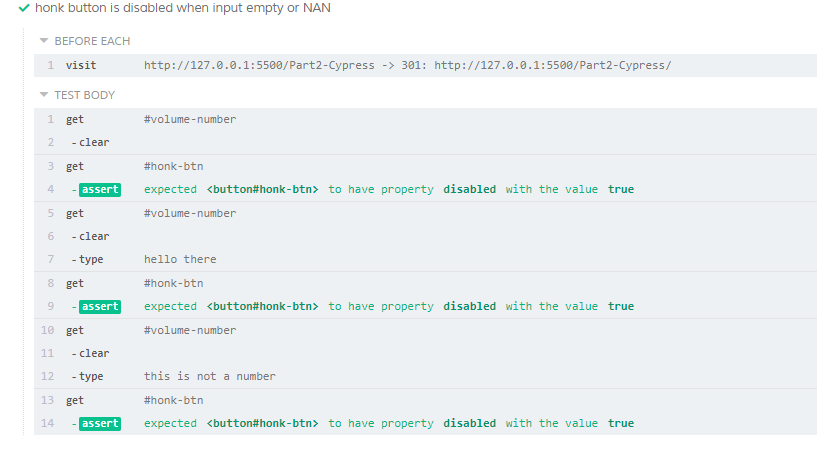 honk button is disabled when input empty or NAN
BEFORE EACH
1 visit http://127.0.0.1:5500/Part2-Cypress -> 301: http://127.0.0.1:5500/Part2-Cypress/
TEST BODY
1 get #volume-number
2 -clear
3 get #honk-btn
4 -assert expected <button#honk-btn> to have property disabled with the value true
5 get #volume-number
6 -clear
7 -type hello there
8 get #honk-btn
9 -assert expected <button#honk-btn> to have property disabled with the value true
10 get #volume-number
11 -clear
12 -type this is not a number
13 get #honk-btn
14 -assert expected <button#honk-btn> to have property disabled with the value true